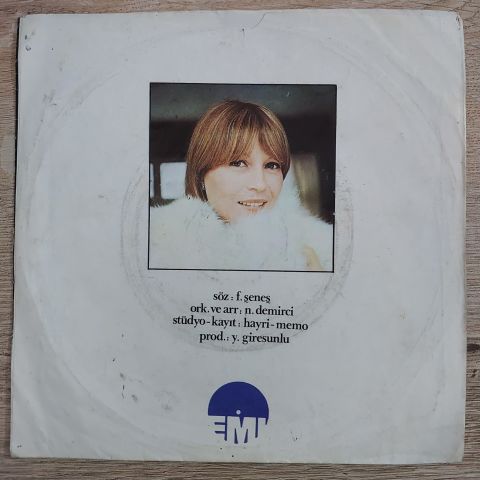 söz : f. şeneş
ork. ve arr : n. demirci
stüdyo-kayıt : hayri-memo
prod. : y. giresunlu
EMI